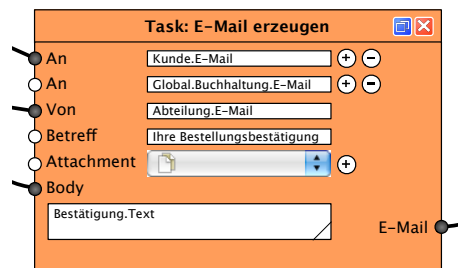 Task: E-Mail erzeugen
An Kunde.E-Mail
An Global.Buchhaltung.E-Mail
Von Abteilung.E-Mail
Betreff Ihre Bestellungsbestätigung
Attachment
Body
Bestätigung.Text
E-Mail